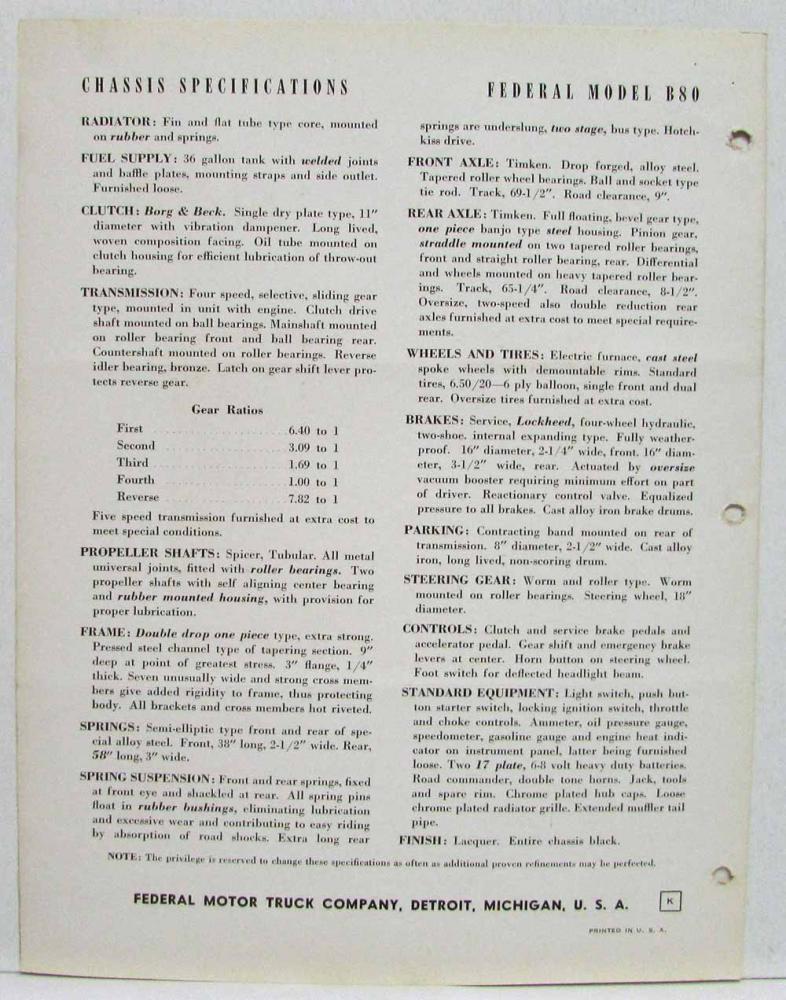 CHASSIS SPECIFICATIONS
FEDERAL MODEL B80
RADIATOR: Fin and flat tube type core, mounted
on rubber and springs.
FUEL SUPPLY: 36 gallon tank with welded joints
and baffle plates, mounting straps and side outlet.
Furnished loose.
CLUTCH: Borg & Beck. Single dry plate type, 11"
diameter with vibration dampener. Long lived,
woven composition facing. Oil tube mounted on
clutch housing for efficient lubrication of throw-out
bearing.
TRANSMISSION: Four speed, selective, sliding gear
type, mounted in unit with engine. Clutch drive
shaft mounted on ball bearings. Mainshaft mounted
on roller bearing front and ball bearing rear.
Countershaft mounted on roller bearings. Reverse
idler bearing, bronze. Latch on gear shift lever pro-
tects reverse gear.
Gear Ratios
First 6.40 to 1
Second 3.09 to 1
Third 1.69 to 1
Fourth 1.00 to 1
Reverse 7.82 to 1
Five speed transmission furnished at extra cost to
meet special conditions.
PROPELLER SHAFTS: Spicer, Tubular. All metal
universal joints, fitted with roller bearings. Two
propeller shafts with self aligning center bearing
and rubber mounted housing, with provision for
proper lubrication.
FRAME: Double drop one piece type, extra strong.
Pressed steel channel type of tapering section. 9"
deep at point of greatest stress. 3" flange, 1/4"
thick. Seven unusually wide and strong cross mem-
bers give added rigidity to frame, thus protecting
body. All brackets and cross members hot riveted.
SPRINGS: Semi-elliptic type front and rear of spe-
cial alloy steel. Front, 38" long, 2-1/2" wide. Rear,
58" long, 3" wide.
SPRING SUSPENSION: Front and rear springs, fixed
at front eye and shackled at rear. All spring pins
float in rubber bushings, eliminating lubrication
and excessive wear and contributing to easy riding
by absorption of road shocks. Extra long rear
springs are underslung, two stage, bus type. Hotch-
kiss drive.
FRONT AXLE: Timken. Drop forged, alloy steel.
Tapered roller wheel bearings. Ball and socket type
tie rod. Track, 69-1/2". Road clearance, 9".
REAR AXLE: Timken. Full floating, bevel gear type,
one piece banjo type steel housing. Pinion gear,
straddle mounted on two tapered roller bearings,
front and straight roller bearing, rear. Differential
and wheels mounted on heavy tapered roller bear-
ings. Track, 65-1/4". Road clearance, 8-1/2".
Oversize, two-speed also double reduction rear
axles furnished at extra cost to meet special require-
ments.
WHEELS AND TIRES: Electric furnace, cast steel
spoke wheels with demountable rims. Standard
tires, 6.50/20—6 ply balloon, single front and dual
rear. Oversize tires furnished at extra cost.
BRAKES: Service, Lockheed, four-wheel hydraulic,
two-shoe, internal expanding type. Fully weather-
proof. 16" diameter, 2-1/4" wide, front. 16" diam-
eter, 3-1/2" wide, rear. Actuated by oversize
vacuum booster requiring minimum effort on part
of driver. Reactionary control valve. Equalized
pressure to all brakes. Cast alloy iron brake drums.
PARKING: Contracting band mounted on rear of
transmission. 8" diameter, 2-1/2" wide. Cast alloy
iron, long lived, non-scoring drum.
STEERING GEAR: Worm and roller type. Worm
mounted on roller bearings. Steering wheel, 18"
diameter.
CONTROLS: Clutch and service brake pedals and
accelerator pedal. Gear shift and emergency brake
levers at center. Horn button on steering wheel.
Foot switch for deflected headlight beam.
STANDARD EQUIPMENT: Light switch, push but-
ton starter switch, locking ignition switch, throttle
and choke controls. Ammeter, oil pressure gauge,
speedometer, gasoline gauge and engine heat indi-
cator on instrument panel, latter being furnished
loose. Two 17 plate, 6-8 volt heavy duty batteries.
Road commander, double tone horns. Jack, tools
and spare rim. Chrome plated hub caps. Loose
chrome plated radiator grille. Extended muffler tail
pipe.
FINISH: Lacquer. Entire chassis black.
NOTE: The privilege is reserved to change these specifications as often as additional proven refinements may be perfected.
FEDERAL MOTOR TRUCK COMPANY, DETROIT, MICHIGAN, U. S. A.
K
PRINTED IN U. S. A.